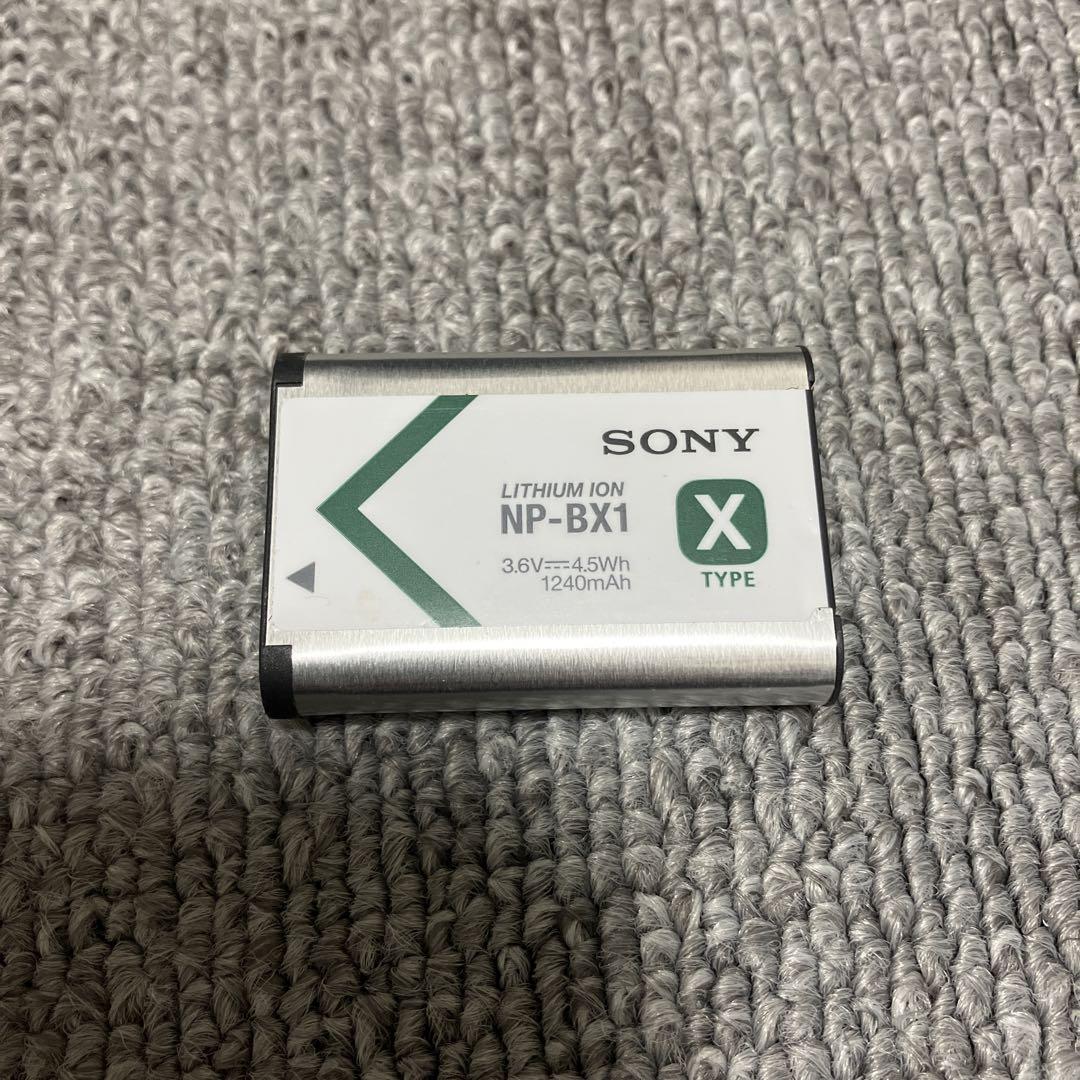 SONY
LITHIUM ION
NP-BX1
X
3.6V⎓4.5Wh
1240mAh
TYPE